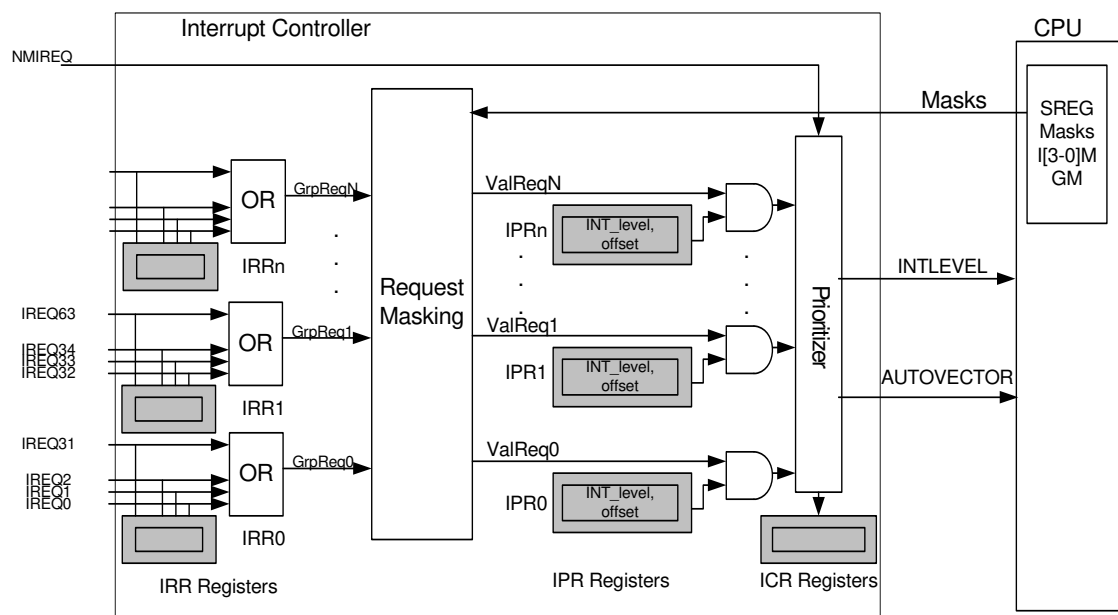 Interrupt Controller
CPU
NMIREQ
Masks
SREG
Masks
I[3-0]M
GM
OR
GrpReqN
ValReqN
IRRn
IPRn
INT_level,
offset
Request
Masking
Prioritizer
INTLEVEL
IREQ63
IREQ34
IREQ33
IREQ32
OR
GrpReq1
ValReq1
IRR1
IPR1
INT_level,
offset
AUTOVECTOR
IREQ31
IREQ2
IREQ1
IREQ0
OR
GrpReq0
ValReq0
IRR0
IPR0
INT_level,
offset
IRR Registers
IPR Registers
ICR Registers